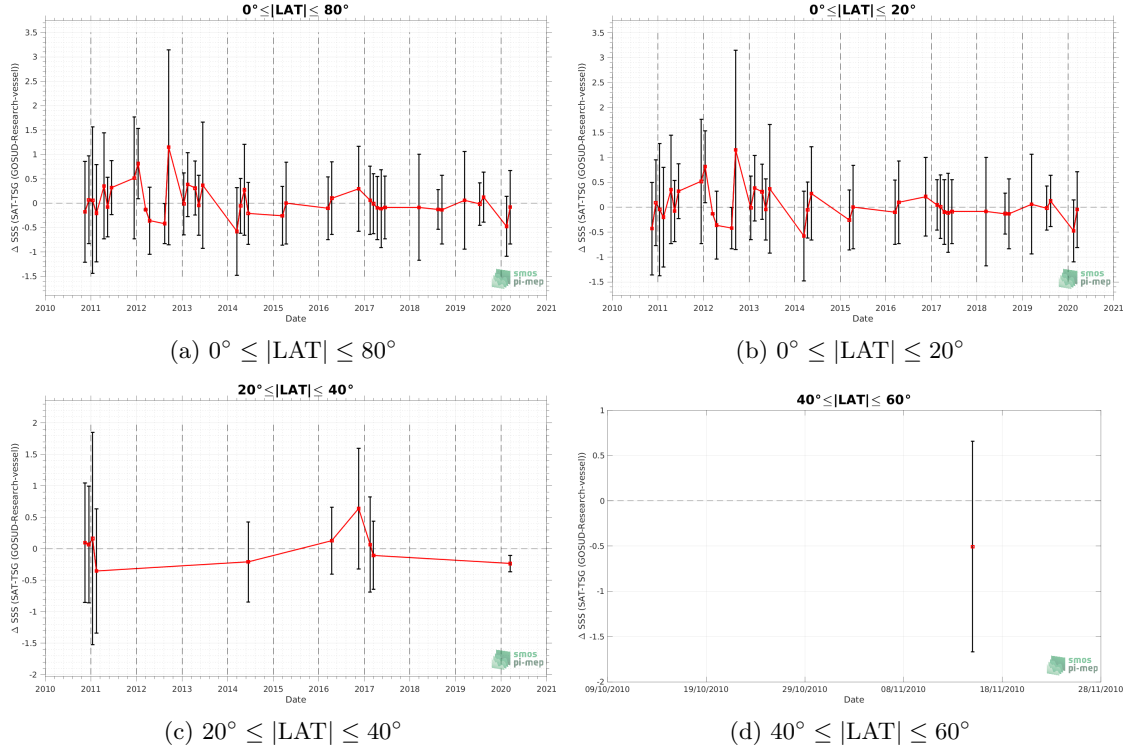 0°≤|LAT|≤ 80°
Δ SSS (SAT-TSG (GOSUD-Research-vessel))
3.5
3
2.5
2
1.5
1
0.5
0
-0.5
-1
-1.5
2010 2011 2012 2013 2014 2015 2016 2017 2018 2019 2020 2021
Date
smos
pi-mep
(a) 0° ≤ |LAT| ≤ 80°
0°≤|LAT|≤ 20°
Δ SSS (SAT-TSG (GOSUD-Research-vessel))
3.5
3
2.5
2
1.5
1
0.5
0
-0.5
-1
-1.5
2010 2011 2012 2013 2014 2015 2016 2017 2018 2019 2020 2021
Date
smos
pi-mep
(b) 0° ≤ |LAT| ≤ 20°
20°≤|LAT|≤ 40°
Δ SSS (SAT-TSG (GOSUD-Research-vessel))
2
1.5
1
0.5
0
-0.5
-1
-1.5
-2
2010 2011 2012 2013 2014 2015 2016 2017 2018 2019 2020 2021
Date
smos
pi-mep
(c) 20° ≤ |LAT| ≤ 40°
40°≤|LAT|≤ 60°
Δ SSS (SAT-TSG (GOSUD-Research-vessel))
1
0.5
0
-0.5
-1
-1.5
-2
09/10/2010 19/10/2010 29/10/2010 08/11/2010 18/11/2010 28/11/2010
Date
smos
pi-mep
(d) 40° ≤ |LAT| ≤ 60°